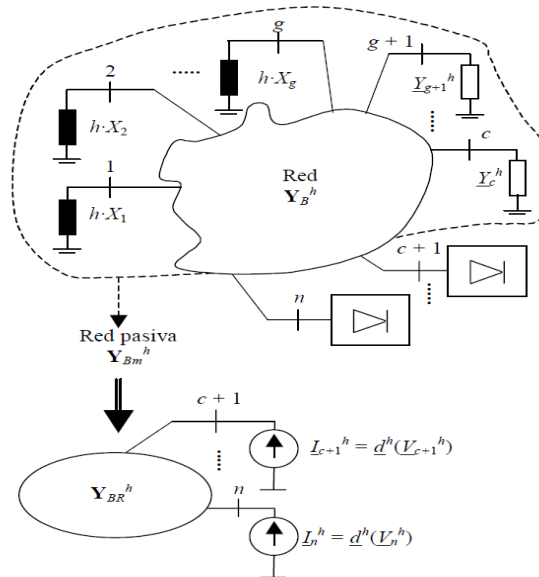 g
2
.....
h·X_g
g + 1
Y_{g+1}^h
h·X_2
c
1
Red
Y_B^h
Y_c^h
h·X_1
c + 1
n
Red pasiva
Y_{Bm}^h
c + 1
I_{c+1}^h = d^h(V_{c+1}^h)
Y_{BR}^h
n
I_n^h = d^h(V_n^h)